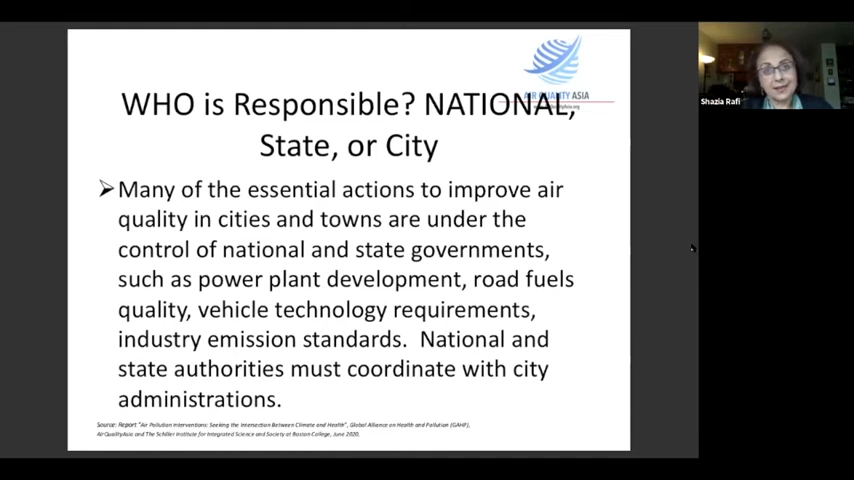 AIR QUALITY ASIA
WHO is Responsible? NATIONAL,
State, or City
➢Many of the essential actions to improve air
quality in cities and towns are under the
control of national and state governments,
such as power plant development, road fuels
quality, vehicle technology requirements,
industry emission standards.  National and
state authorities must coordinate with city
administrations.
Source: Report "Air Pollution Interventions: Seeking the Intersection Between Climate and Health", Global Alliance on Health and Pollution (GAHP),
AirQualityAsia and The Schiller Institute for Integrated Science and Society at Boston College, June 2020,
Shazia Rafi